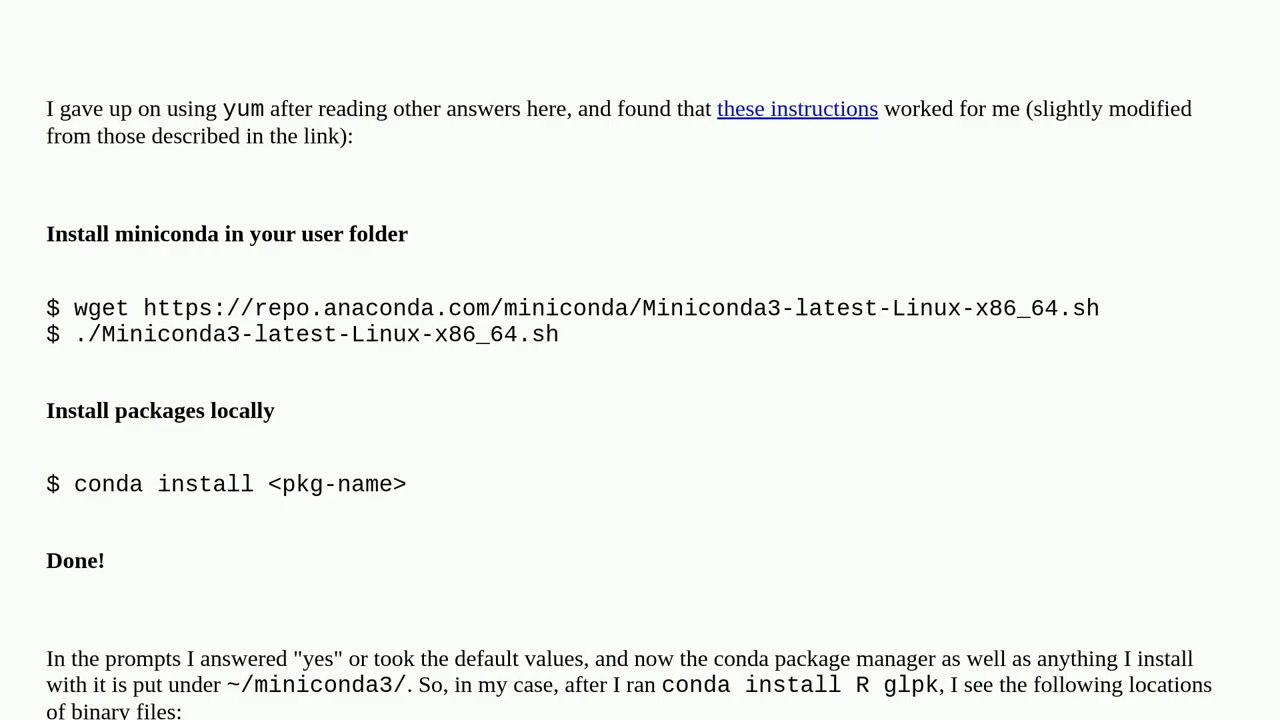 I gave up on using yum after reading other answers here, and found that these instructions worked for me (slightly modified
from those described in the link):
Install miniconda in your user folder
$ wget https://repo.anaconda.com/miniconda/Miniconda3-latest-Linux-x86_64.sh
$ ./Miniconda3-latest-Linux-x86_64.sh
Install packages locally
$ conda install <pkg-name>
Done!
In the prompts I answered "yes" or took the default values, and now the conda package manager as well as anything I install
with it is put under ~/miniconda3/. So, in my case, after I ran conda install R glpk, I see the following locations
of binary files: